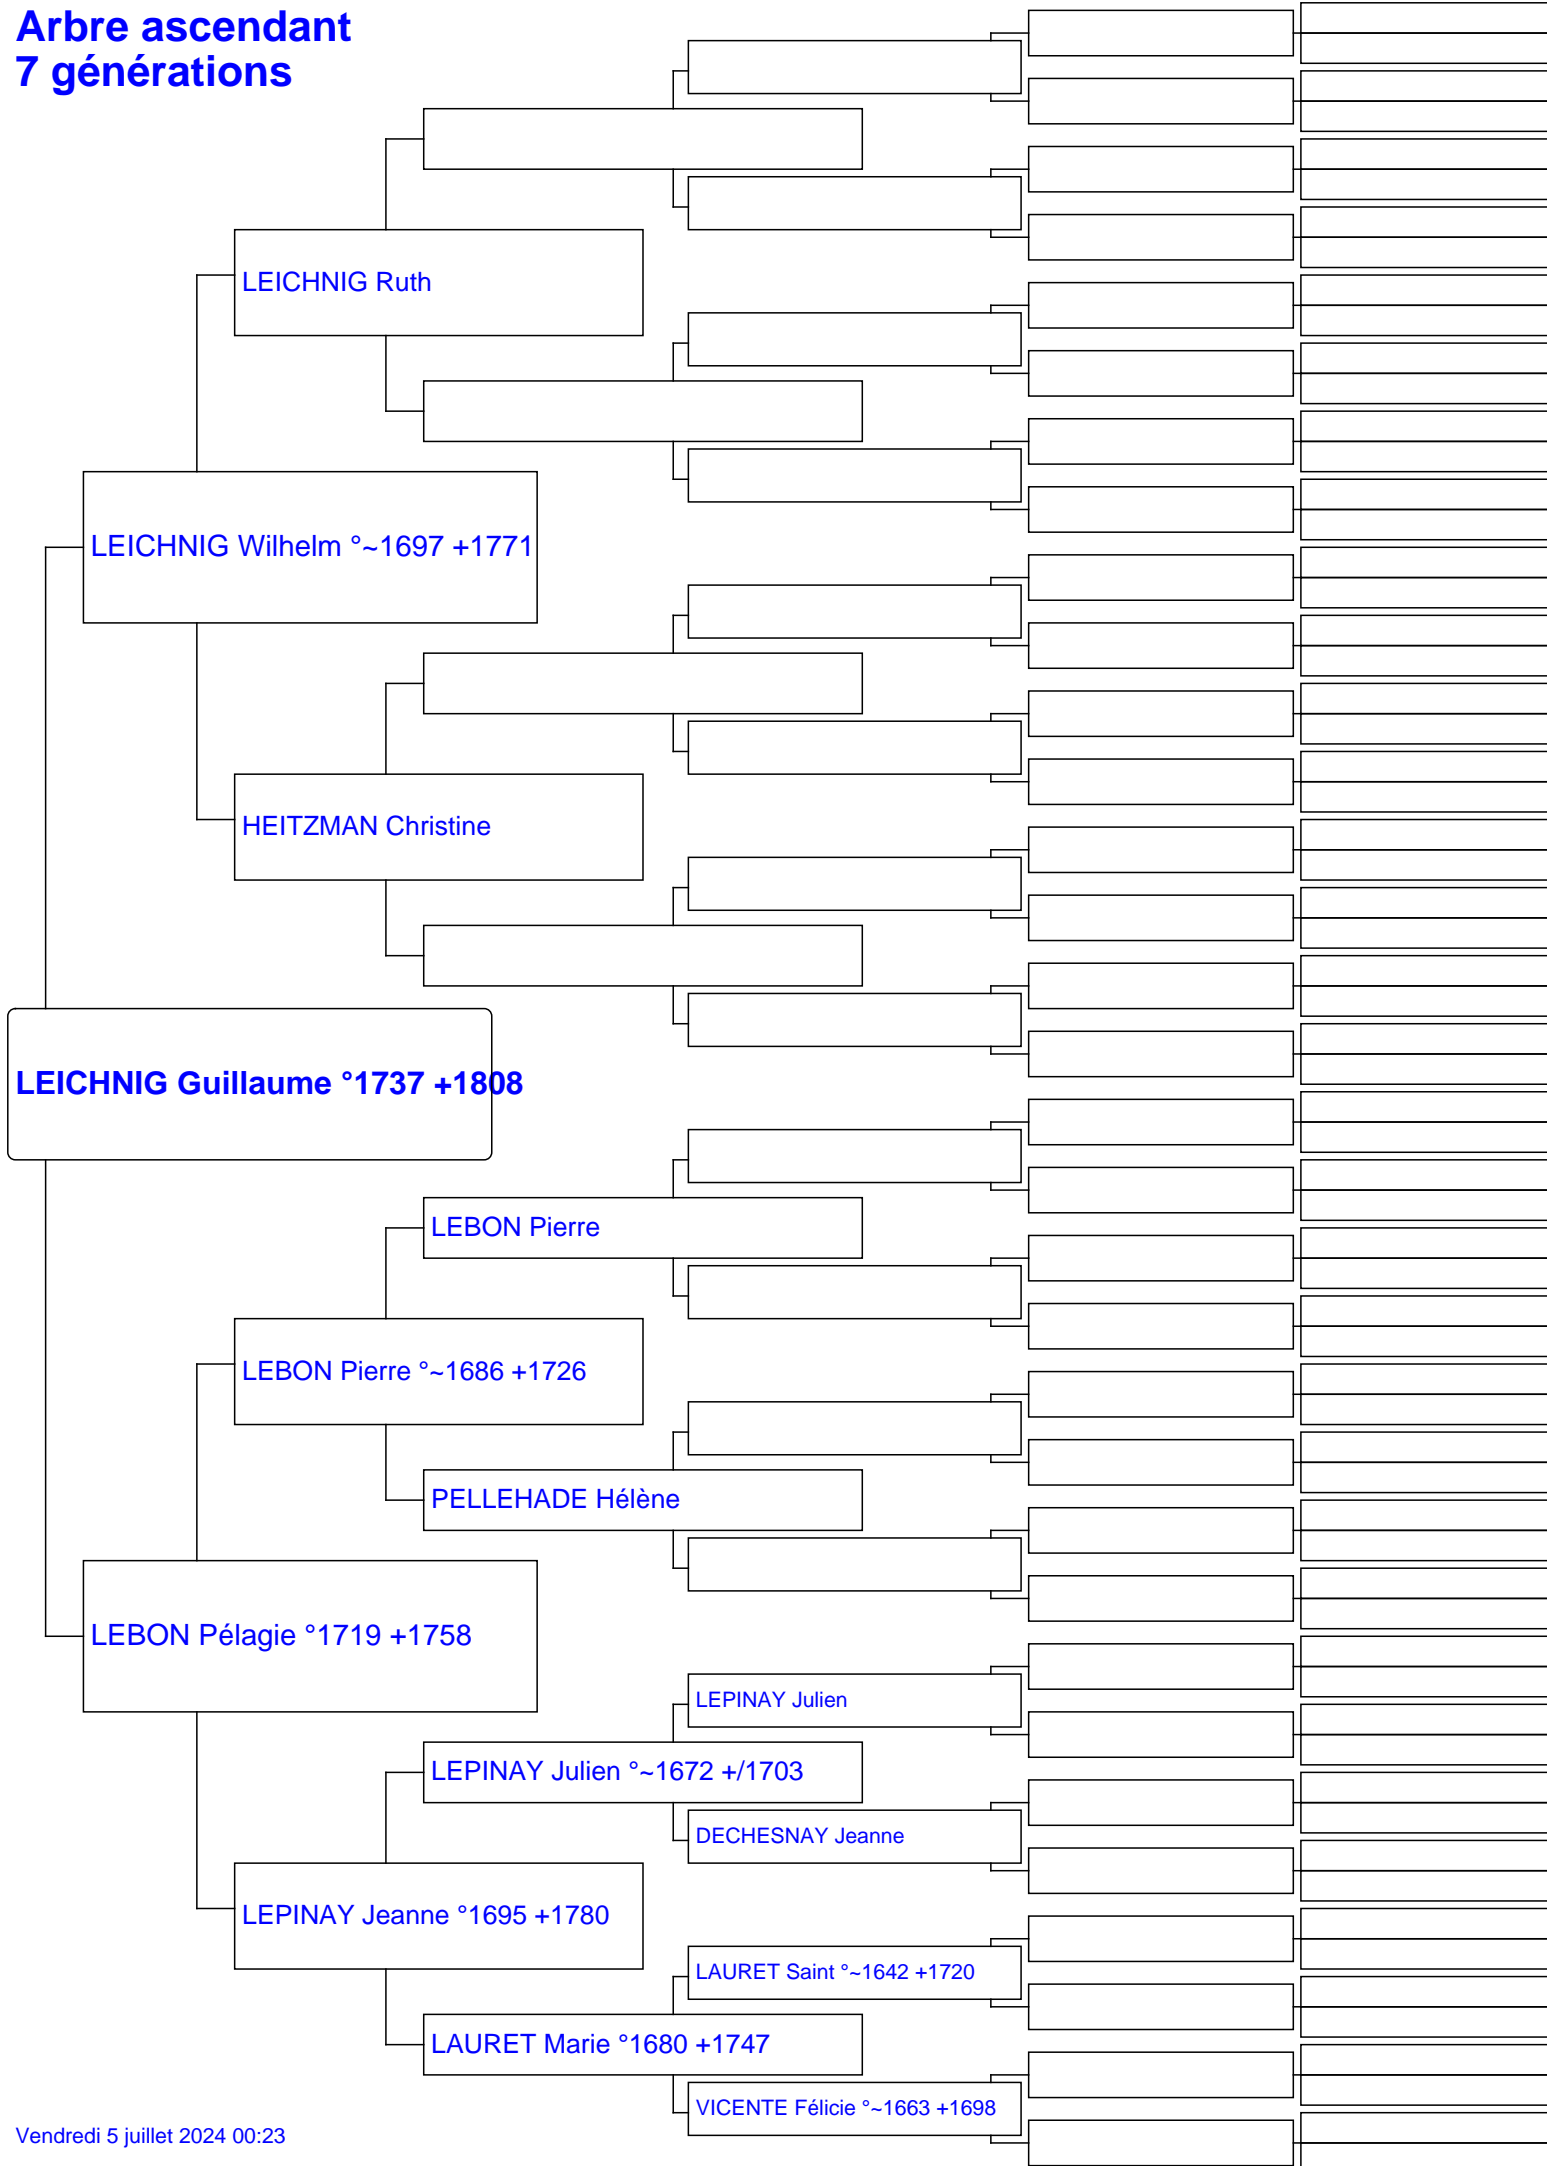 Arbre ascendant
7 générations
LEICHNIG Ruth
LEICHNIG Wilhelm °~1697 +1771
HEITZMAN Christine
LEICHNIG Guillaume °1737 +1808
LEBON Pierre
LEBON Pierre °~1686 +1726
PELLEHADE Hélène
LEBON Pélagie °1719 +1758
LEPINAY Julien
LEPINAY Julien °~1672 +/1703
DECHESNAY Jeanne
LEPINAY Jeanne °1695 +1780
LAURET Saint °~1642 +1720
LAURET Marie °1680 +1747
VICENTE Félicie °~1663 +1698
Vendredi 5 juillet 2024 00:23